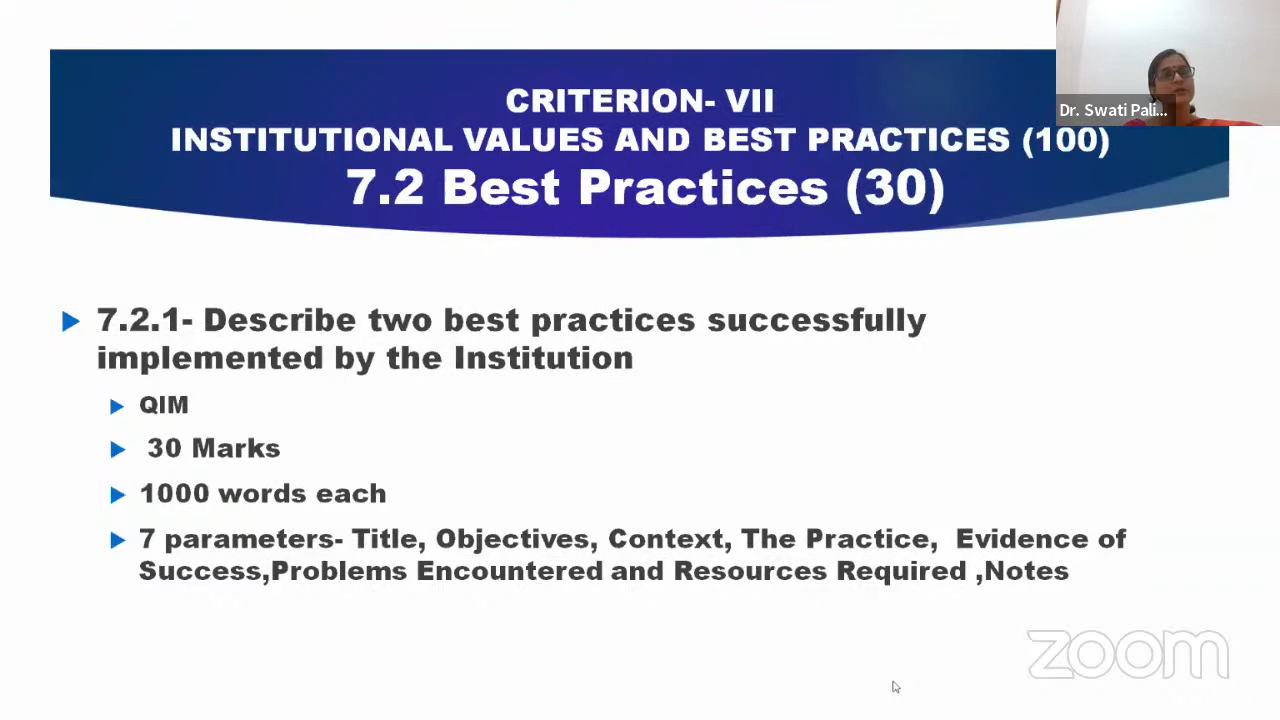 CRITERION- VII
INSTITUTIONAL VALUES AND BEST PRACTICES (100)
7.2 Best Practices (30)
Dr. Swati Pali...
7.2.1- Describe two best practices successfully
implemented by the Institution
QIM
30 Marks
1000 words each
7 parameters- Title, Objectives, Context, The Practice, Evidence of
Success,Problems Encountered and Resources Required ,Notes
zoom